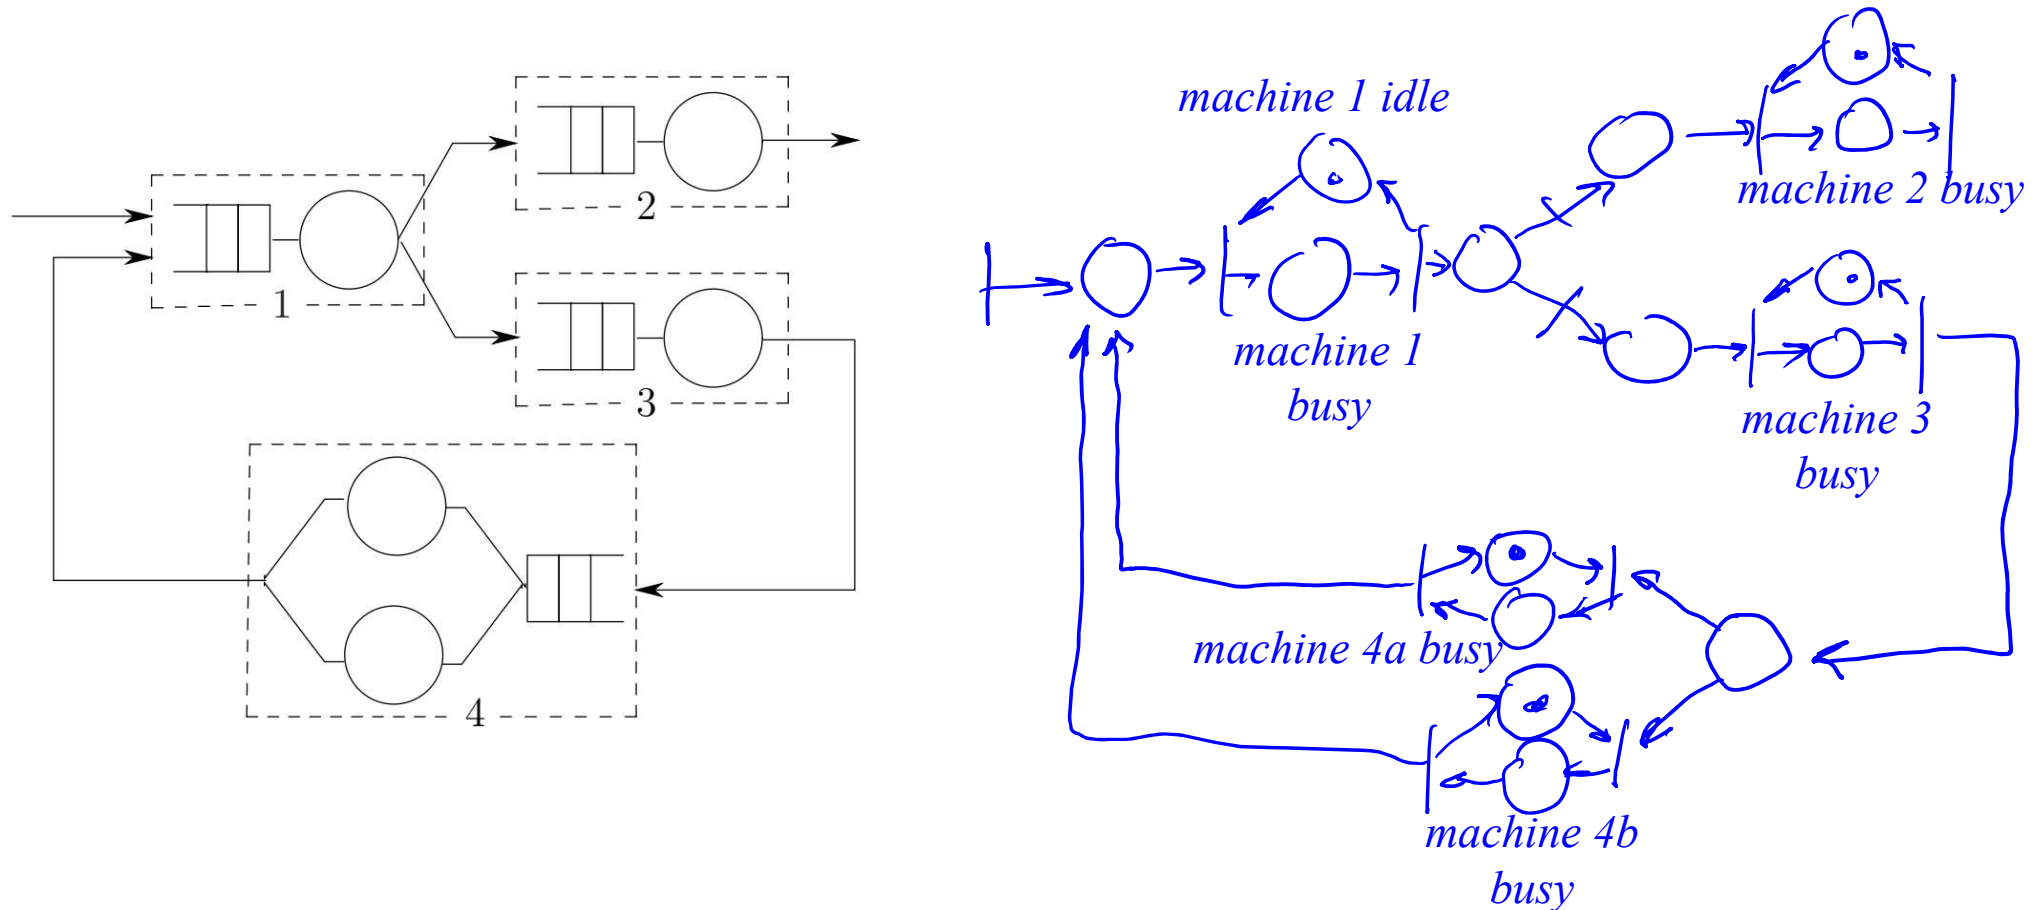 1
2
3
4
machine 1 idle
machine 1
busy
machine 2 busy
machine 3
busy
machine 4a busy
machine 4b
busy